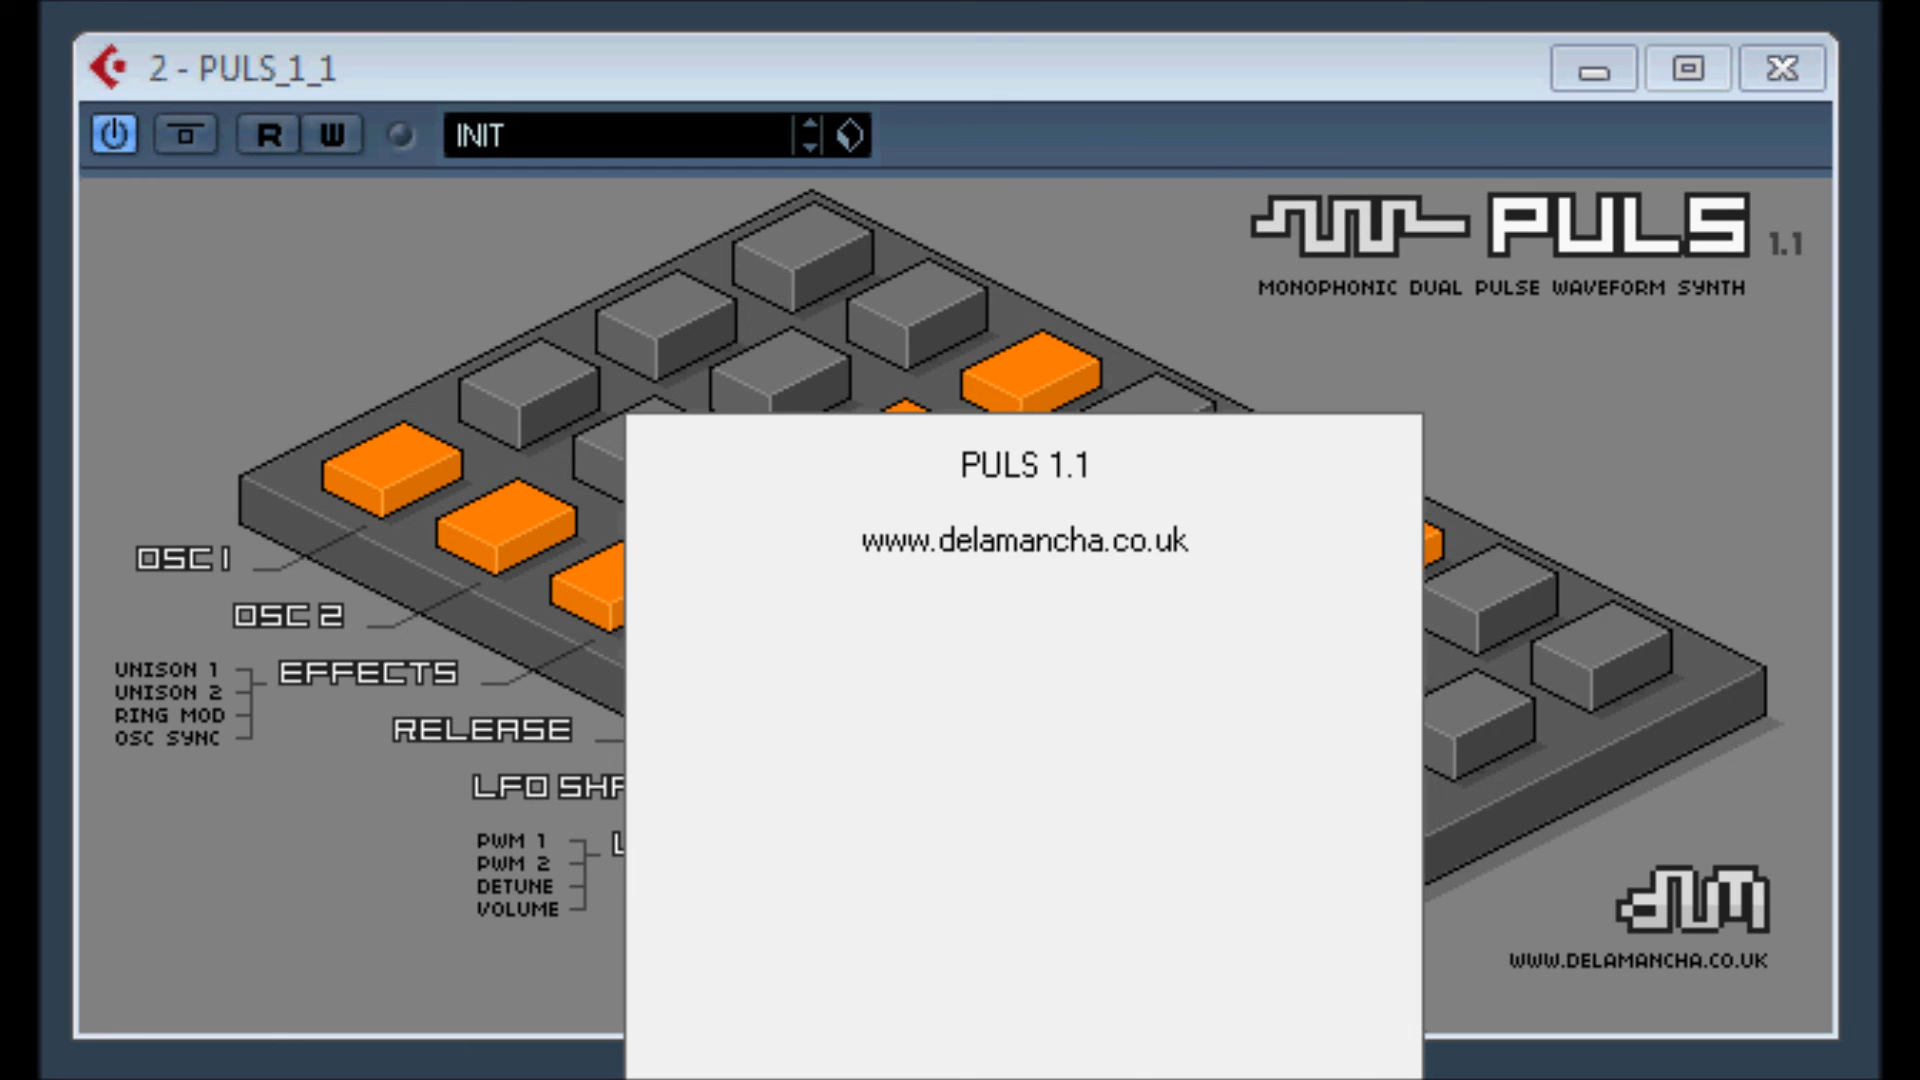 2 - PULS_1_1
R W INIT
PULS 1.1
MONOPHONIC DUAL PULSE WAVEFORM SYNTH
PULS 1.1
www.delamancha.co.uk
OSC 1
OSC 2
EFFECTS
UNISON 1
UNISON 2
RING MOD
OSC SYNC
RELEASE
LFO
PWM 1
PWM 2
DETUNE
VOLUME
dlm
WWW.DELAMANCHA.CO.UK